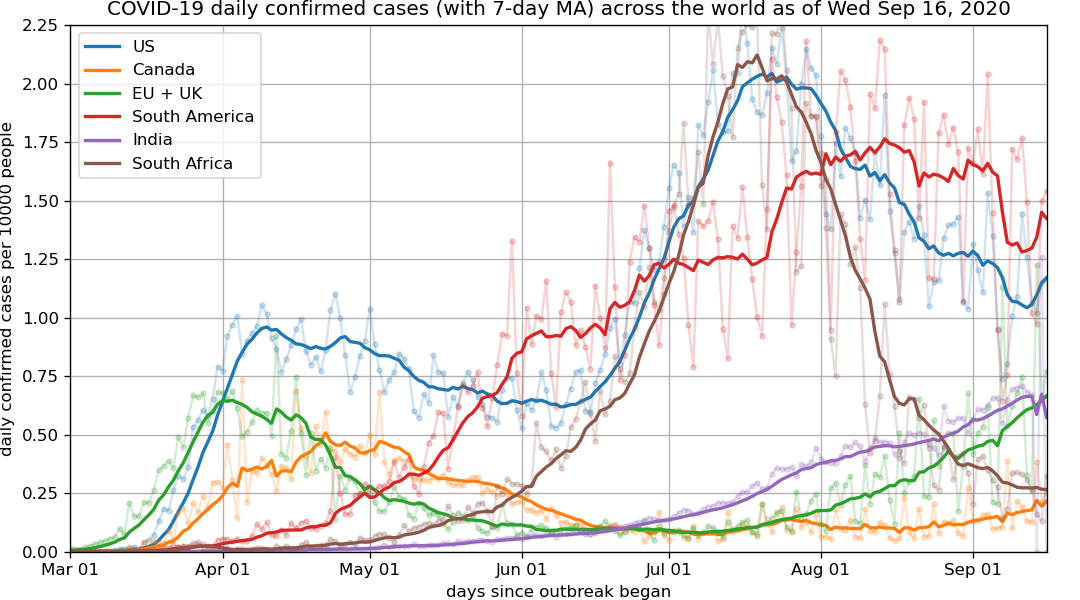 COVID-19 daily confirmed cases (with 7-day MA) across the world as of Wed Sep 16, 2020
2.25
2.00
1.75
1.50
1.25
1.00
0.75
0.50
0.25
0.00
daily confirmed cases per 10000 people
US
Canada
EU + UK
South America
India
South Africa
Mar 01
Apr 01
May 01
Jun 01
Jul 01
Aug 01
Sep 01
days since outbreak began